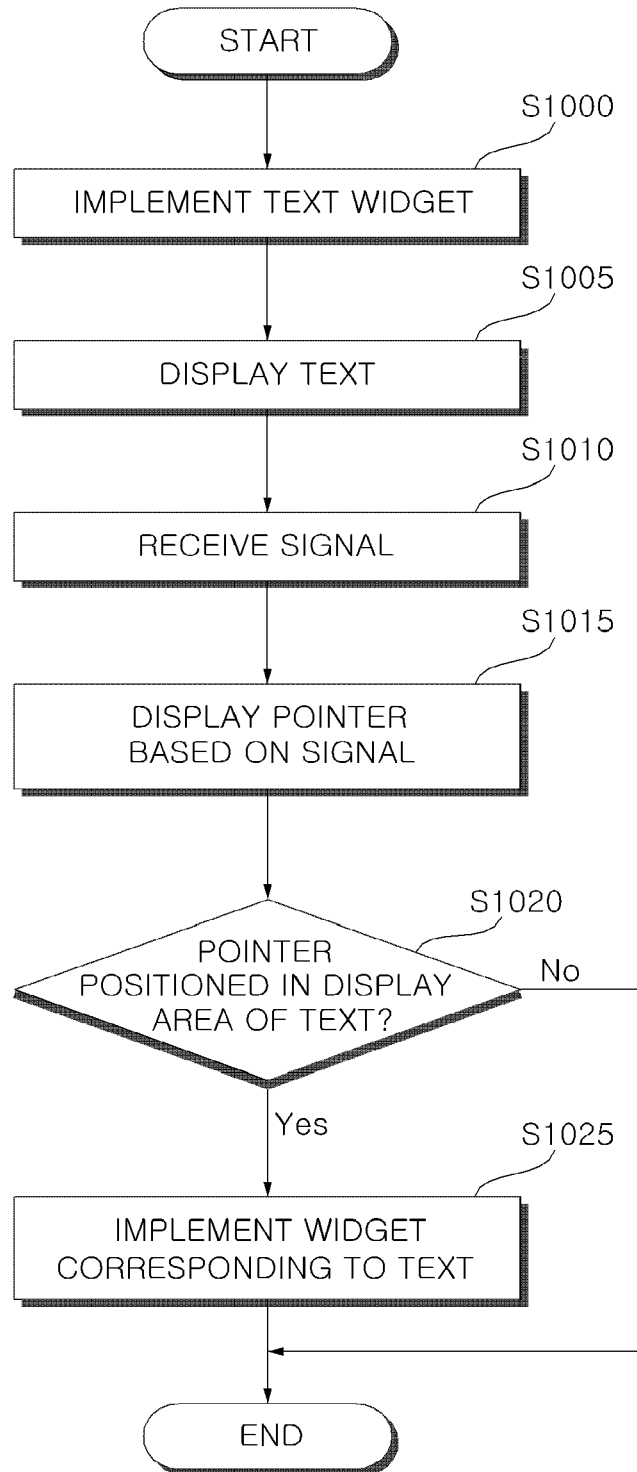 START
S1000
IMPLEMENT TEXT WIDGET
S1005
DISPLAY TEXT
S1010
RECEIVE SIGNAL
S1015
DISPLAY POINTER
BASED ON SIGNAL
S1020
POINTER
POSITIONED IN DISPLAY
AREA OF TEXT?
No
Yes
S1025
IMPLEMENT WIDGET
CORRESPONDING TO TEXT
END